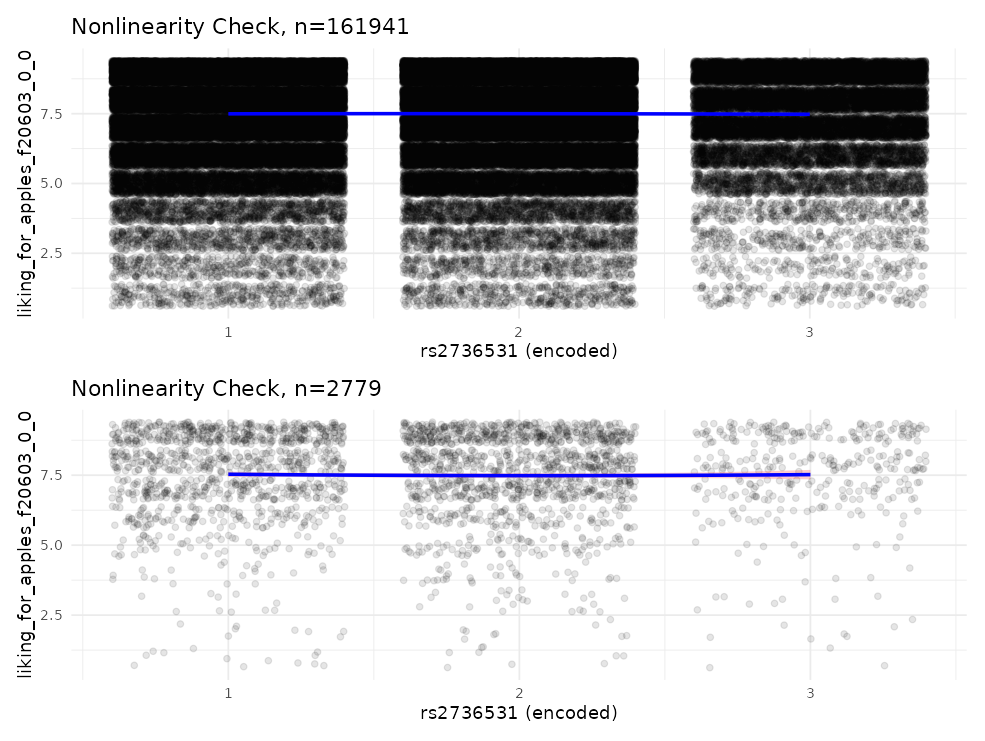 Nonlinearity Check, n=161941
liking_for_apples_f20603_0_0
7.5
5.0
2.5
1 2 3
rs2736531 (encoded)
Nonlinearity Check, n=2779
liking_for_apples_f20603_0_0
7.5
5.0
2.5
1 2 3
rs2736531 (encoded)